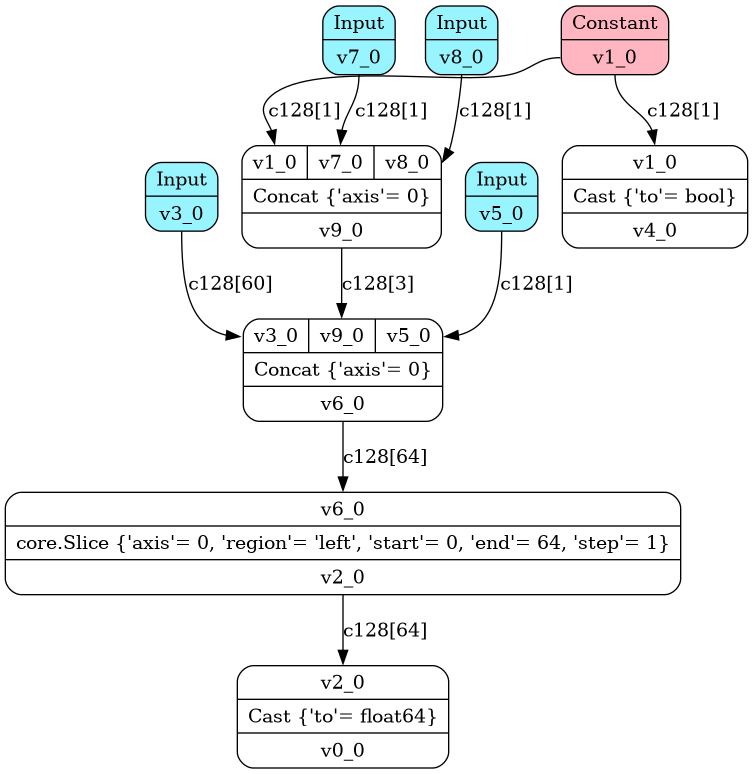 Input
v7_0
Input
v8_0
Constant
v1_0
c128[1]
c128[1]
c128[1]
c128[1]
v1_0 v7_0 v8_0
Concat {'axis'= 0}
v9_0
v1_0
Cast {'to'= bool}
v4_0
Input
v3_0
Input
v5_0
c128[60]
c128[3]
c128[1]
v3_0 v9_0 v5_0
Concat {'axis'= 0}
v6_0
c128[64]
v6_0
core.Slice {'axis'= 0, 'region'= 'left', 'start'= 0, 'end'= 64, 'step'= 1}
v2_0
c128[64]
v2_0
Cast {'to'= float64}
v0_0